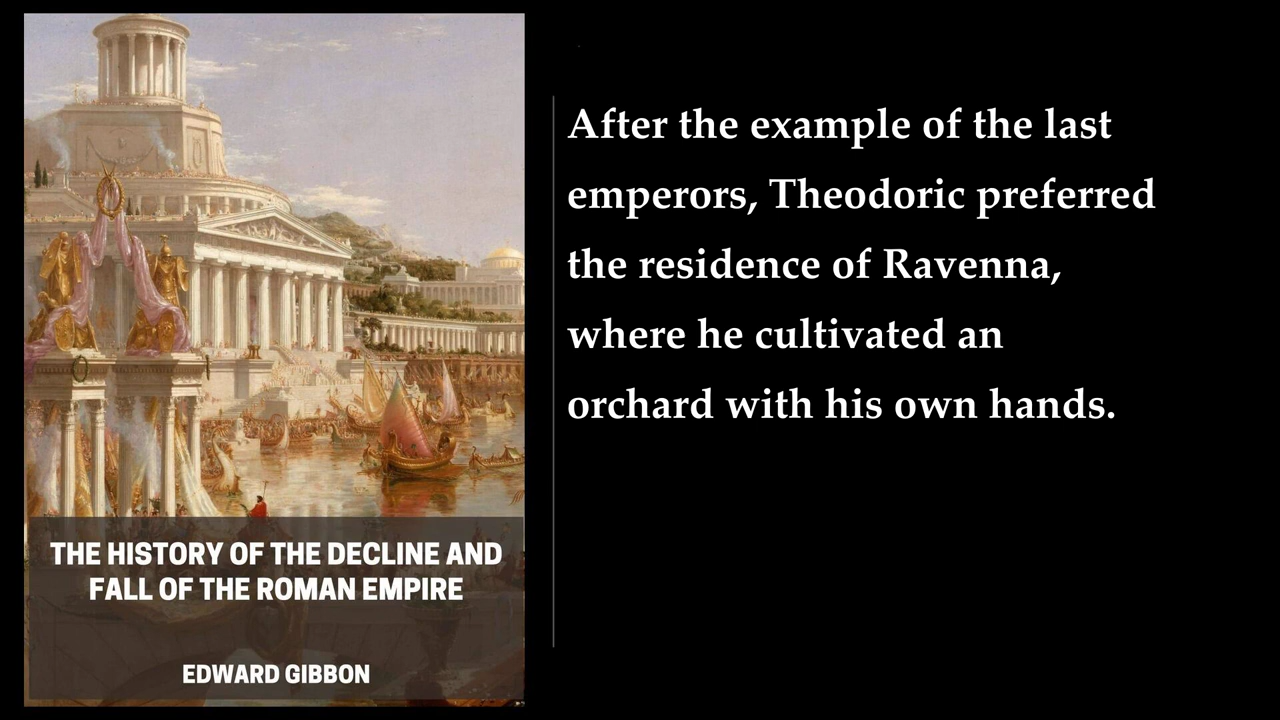 After the example of the last
emperors, Theodoric preferred
the residence of Ravenna,
where he cultivated an
orchard with his own hands.
THE HISTORY OF THE DECLINE AND
FALL OF THE ROMAN EMPIRE
EDWARD GIBBON